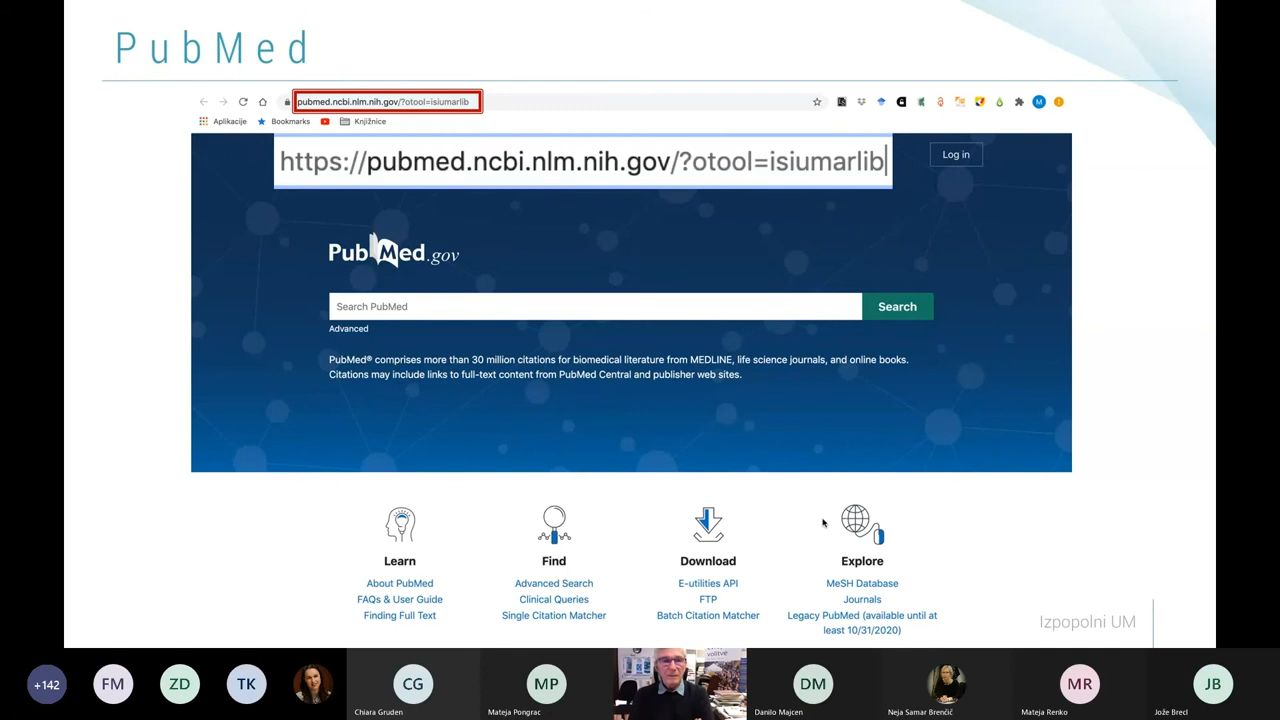 PubMed
pubmed.ncbi.nlm.nih.gov/?otool=isiumarlib
Aplikacije Bookmarks Knjižnice
https://pubmed.ncbi.nlm.nih.gov/?otool=isiumarlib
Log in
PubMed.gov
Search PubMed
Search
Advanced
PubMed® comprises more than 30 million citations for biomedical literature from MEDLINE, life science journals, and online books.
Citations may include links to full-text content from PubMed Central and publisher web sites.
Learn
About PubMed
FAQs & User Guide
Finding Full Text
Find
Advanced Search
Clinical Queries
Single Citation Matcher
Download
E-utilities API
FTP
Batch Citation Matcher
Explore
MeSH Database
Journals
Legacy PubMed (available until at
least 10/31/2020)
Izpopolni UM
+142
FM
ZD
TK
CG
Chiara Gruden
MP
Mateja Pongrac
volitve
DM
Danilo Majcen
Neja Samar Brenčič
MR
Mateja Renko
JB
Jože Brecl